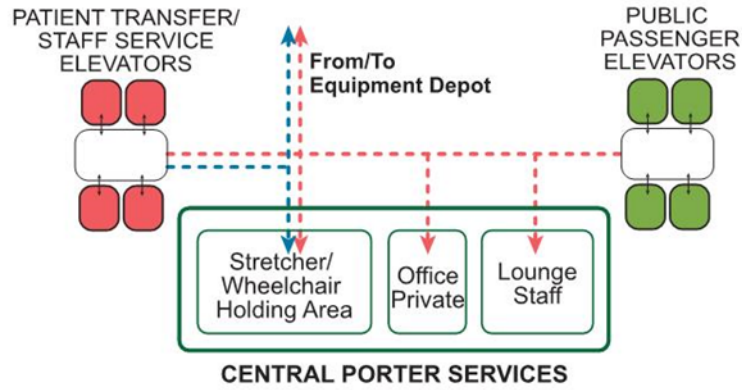 PATIENT TRANSFER/
STAFF SERVICE
ELEVATORS
From/To
Equipment Depot
PUBLIC
PASSENGER
ELEVATORS
Stretcher/
Wheelchair
Holding Area
Office
Private
Lounge
Staff
CENTRAL PORTER SERVICES